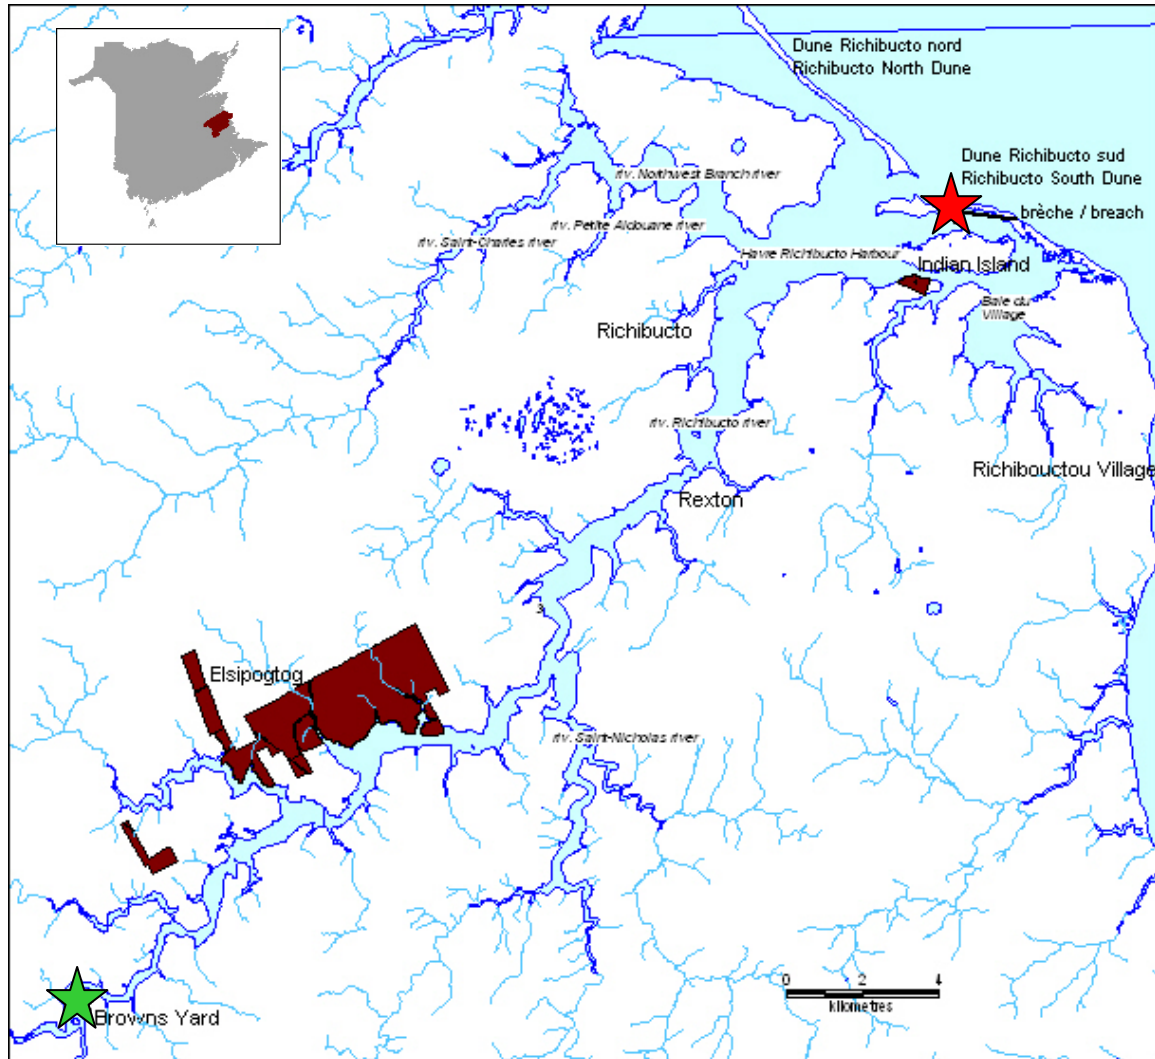 Dune Richibucto nord
Richibucto North Dune
Dune Richibucto sud
Richibucto South Dune
brèche / breach
riv. Northwest Branch river
riv. Petite Aldouane river
riv. Saint-Charles river
Havre Richibucto Harbour
Indian Island
Baie du
Village
Richibucto
riv. Richibucto river
Richibouctou Village
Rexton
3
Elsipogtog
riv. Saint-Nicholas river
0 2 4
kilometres
Browns Yard